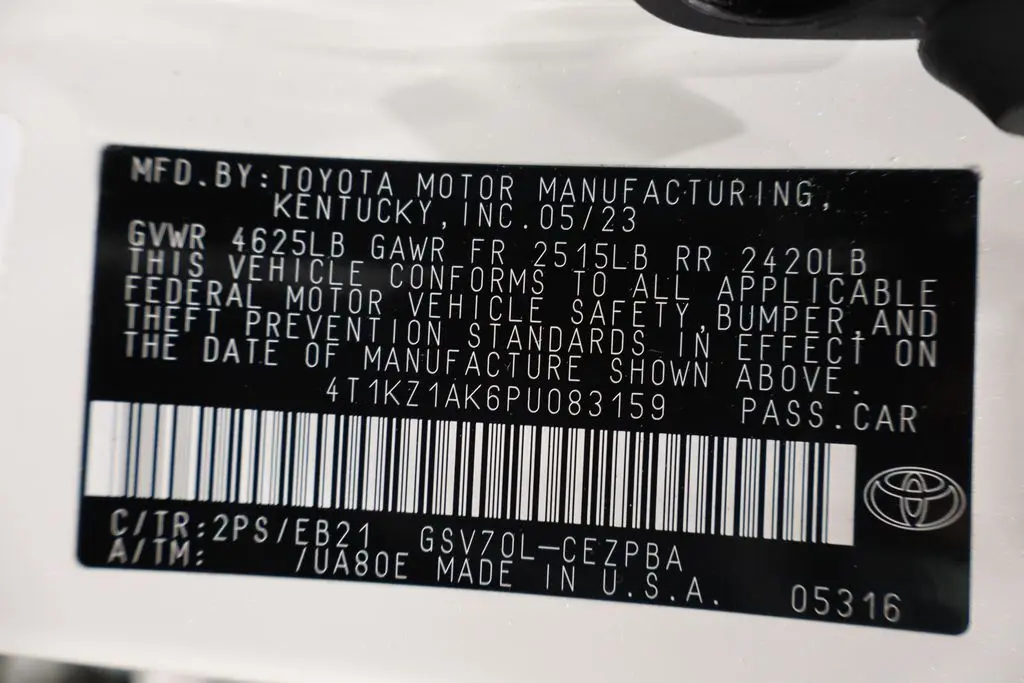 MFD.BY:TOYOTA MOTOR MANUFACTURING,
KENTUCKY,INC.05/23
GVWR 4625LB GAWR FR 2515LB RR 2420LB
THIS VEHICLE CONFORMS TO ALL APPLICABLE
FEDERAL MOTOR VEHICLE SAFETY,BUMPER,AND
THEFT PREVENTION STANDARDS IN EFFECT ON
THE DATE OF MANUFACTURE SHOWN ABOVE.
4T1KZ1AK6PU083159 PASS.CAR
C/TR:2PS/EB21 GSV70L-CEZPBA
A/TM: /UA80E MADE IN U.S.A. 05316